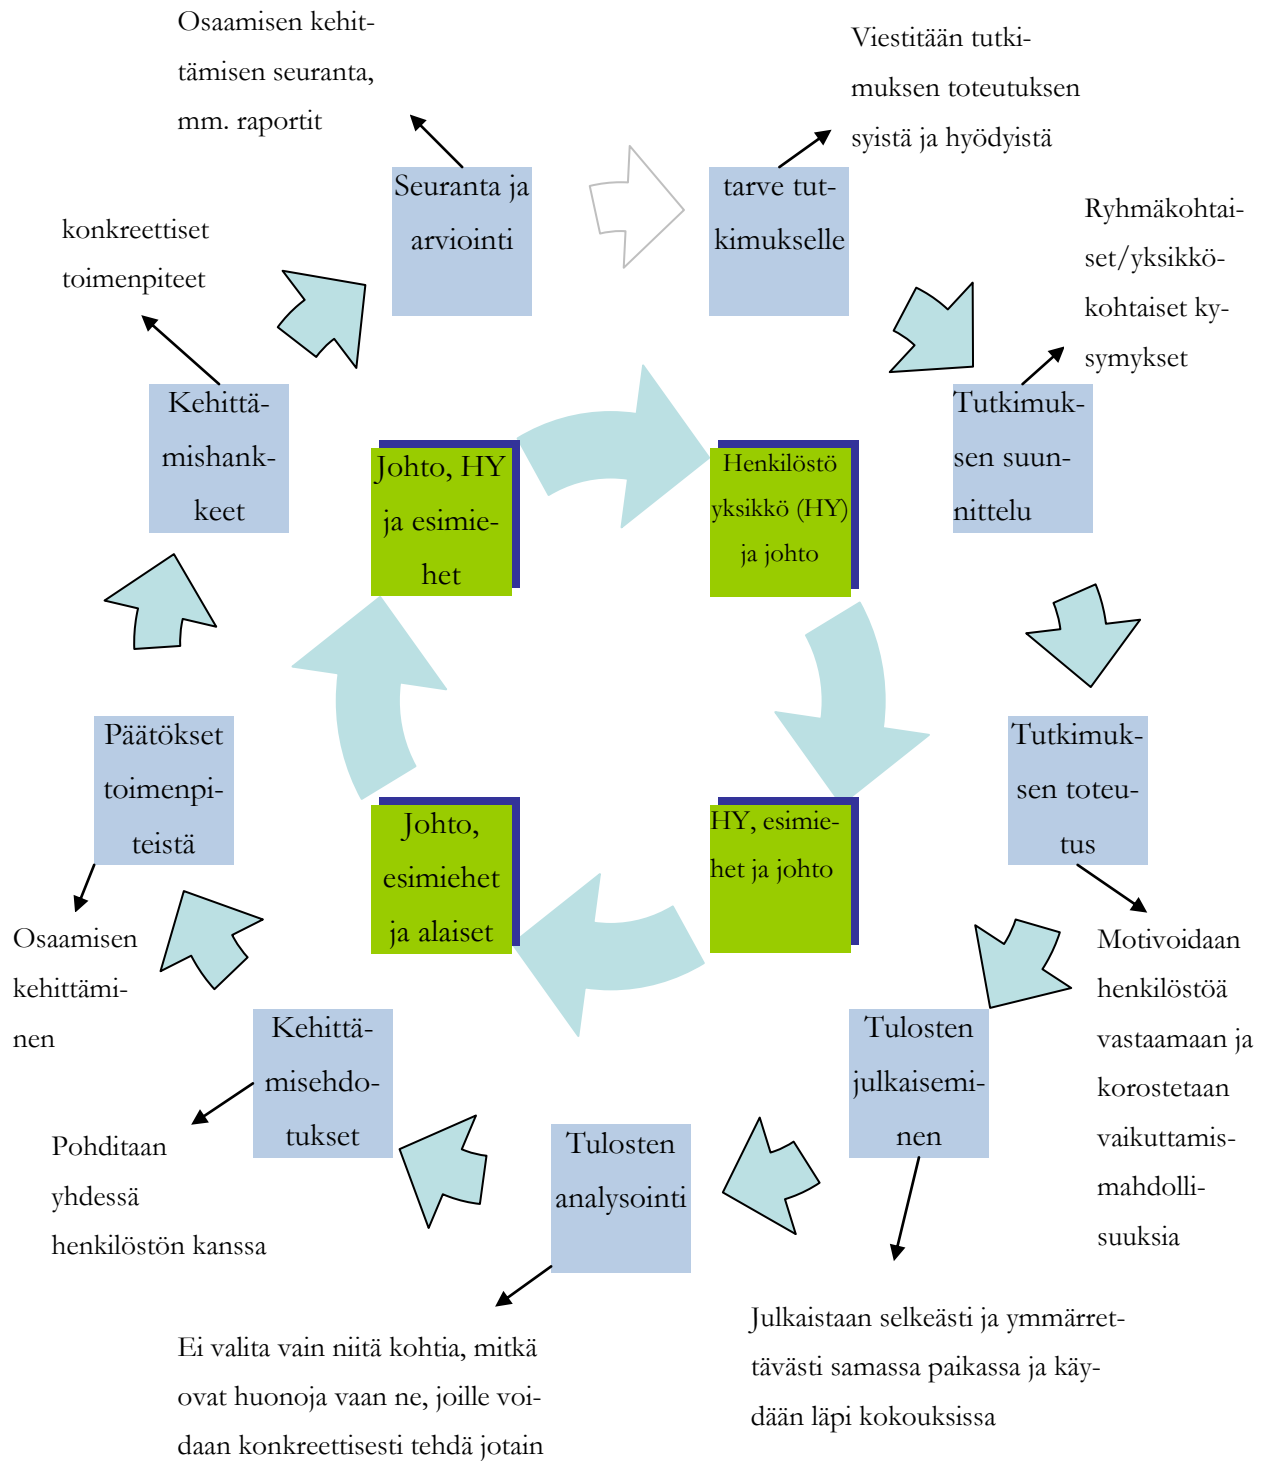 Osaamisen kehit-
tämisen seuranta,
mm. raportit
Viestitään tutki-
muksen toteutuksen
syistä ja hyödyistä
Seuranta ja
arviointi
tarve tut-
kimukselle
Ryhmäkohtai-
set/yksikkö-
kohtaiset ky-
symykset
konkreettiset
toimenpiteet
Kehittä-
mishank-
keet
Tutkimuk-
sen suun-
nittelu
Johto, HY
ja esimie-
het
Henkilöstö
yksikkö (HY)
ja johto
Päätökset
toimenpi-
teistä
Tutkimuk-
sen toteu-
tus
Johto,
esimiehet
ja alaiset
HY, esimie-
het ja johto
Osaamisen
kehittämi-
nen
Motivoidaan
henkilöstöä
vastaamaan ja
korostetaan
vaikuttamis-
mahdolli-
suuksia
Kehittä-
misehdo-
tukset
Tulosten
julkaisemi-
nen
Pohditaan
yhdessä
henkilöstön kanssa
Tulosten
analysointi
Julkaistaan selkeästi ja ymmärret-
tävästi samassa paikassa ja käy-
dään läpi kokouksissa
Ei valita vain niitä kohtia, mitkä
ovat huonoja vaan ne, joille voi-
daan konkreettisesti tehdä jotain